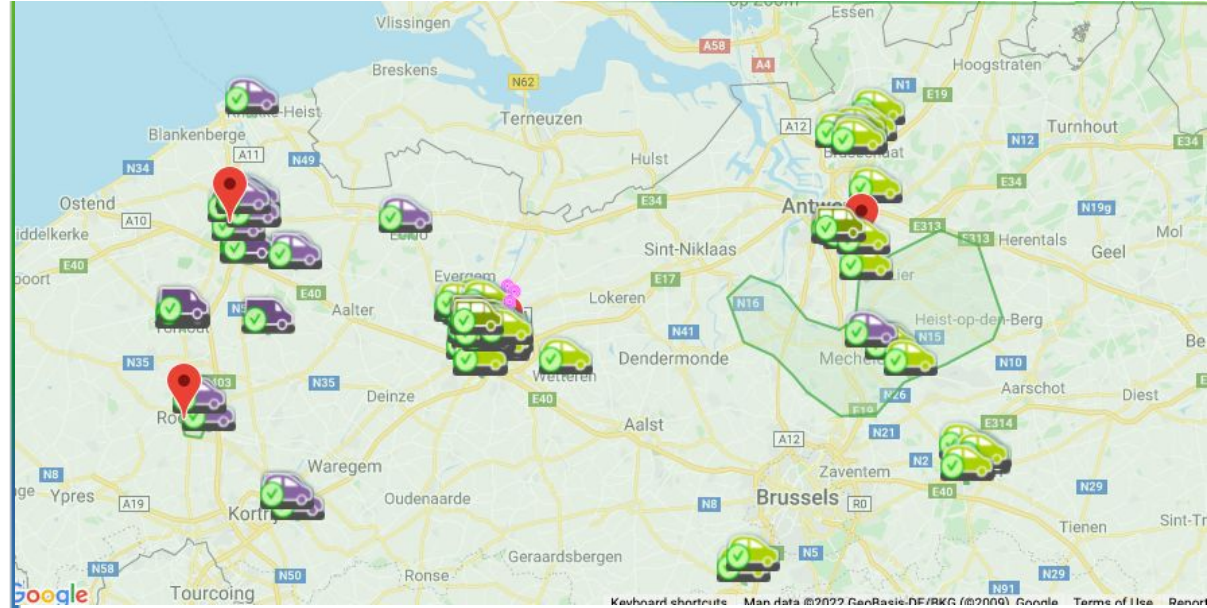 Vlissingen
Essen
A58
A4
Breskens
N62
Hoogstraten
N1
E19
Terneuzen
A12
Turnhout
Blankenberge
A11
N49
Hulst
N12
E34
N34
E34
E34
Ostend
A10
N19g
Mol
E313
E313
Herentals
Sint-Niklaas
Geel
E40
E17
Evergem
E40
Lokeren
N16
Aalter
Heist-op-den-Berg
N41
N15
N35
Dendermonde
N10
N35
Wetteren
Aarschot
Deinze
E40
N26
Diest
E19
Aalst
N21
E314
A12
N8
Waregem
Zaventem
N2
Ypres
A19
Oudenaarde
N8
Brussels
R0
E40
N29
Tienen
Geraardsbergen
N5
N58
N50
Ronse
N29
Google
Tourcoing
N91
Keyboard shortcuts Map data ©2022 GeoBasis-DE/BKG (©2009), Google Terms of Use Report